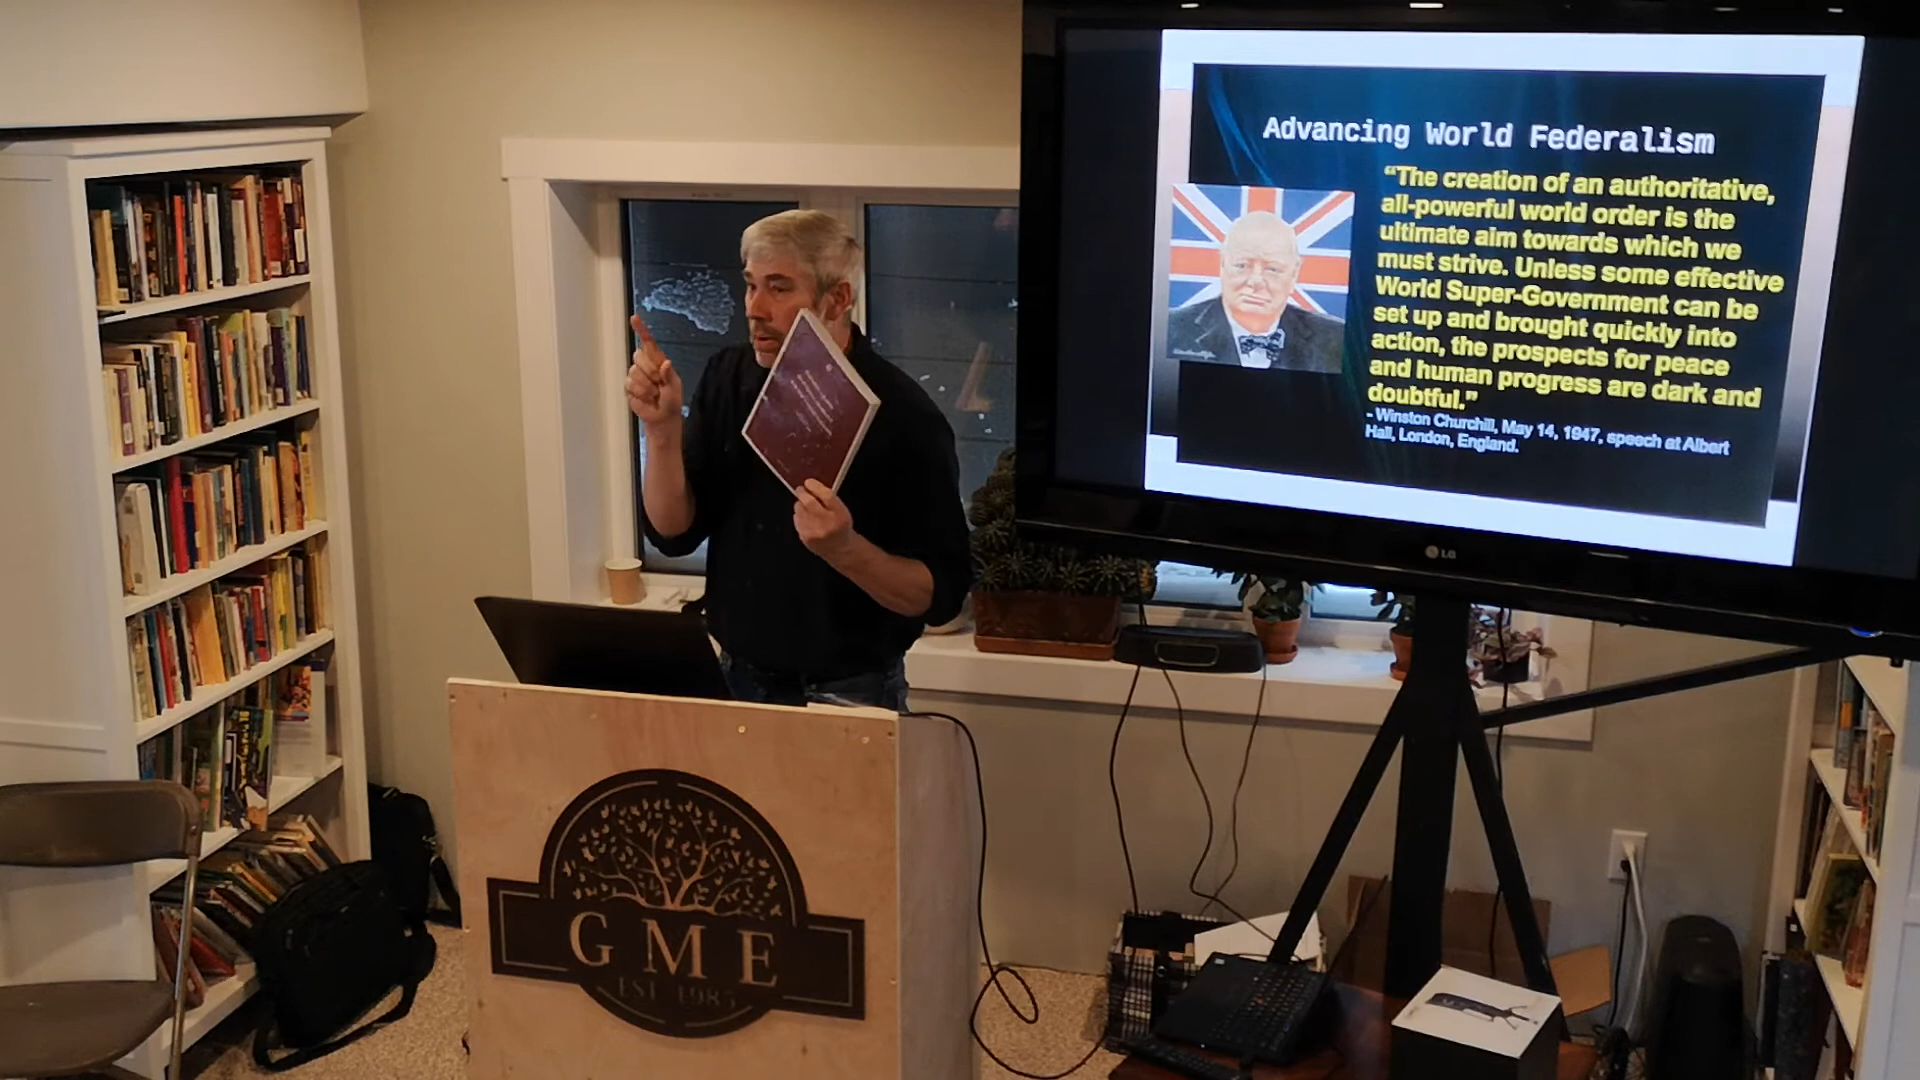 Advancing World Federalism
“The creation of an authoritative,
all-powerful world order is the
ultimate aim towards which we
must strive. Unless some effective
World Super-Government can be
set up and brought quickly into
action, the prospects for peace
and human progress are dark and
doubtful.”
- Winston Churchill, May 14, 1947, speech at Albert
Hall, London, England.
LG
GME
EST 1985